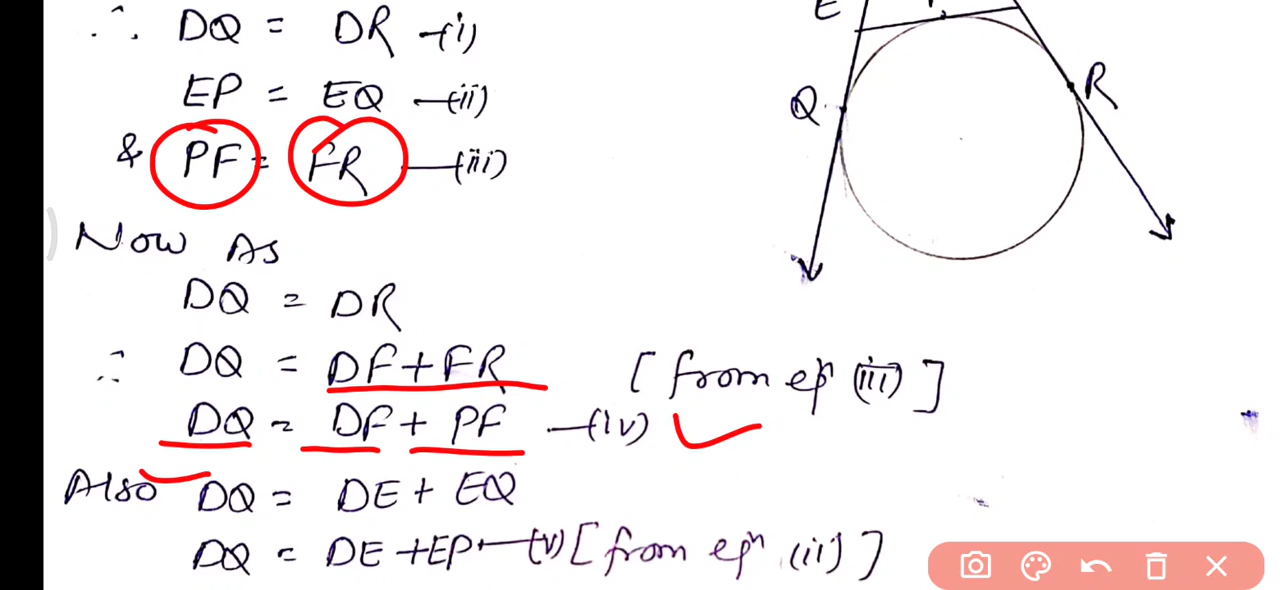 ∴ DQ = DR —(i)
EP = EQ —(ii)
& PF = FR —(iii)
Now As
DQ = DR
∴ DQ = DF + FR [from eqn (iii)]
DQ = DF + PF —(iv)
Also DQ = DE + EQ
DQ = DE + EP —(v) [from eqn (ii)]
E
Q
R